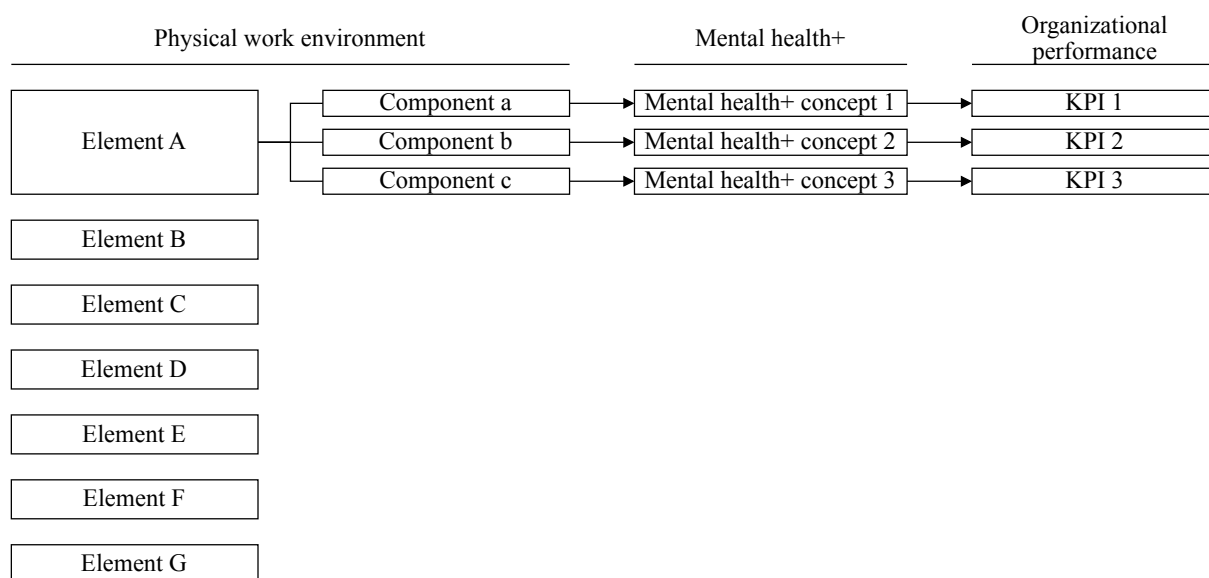 Physical work environment
Mental health+
Organizational
performance
Element A
Component a
Mental health+ concept 1
KPI 1
Component b
Mental health+ concept 2
KPI 2
Component c
Mental health+ concept 3
KPI 3
Element B
Element C
Element D
Element E
Element F
Element G